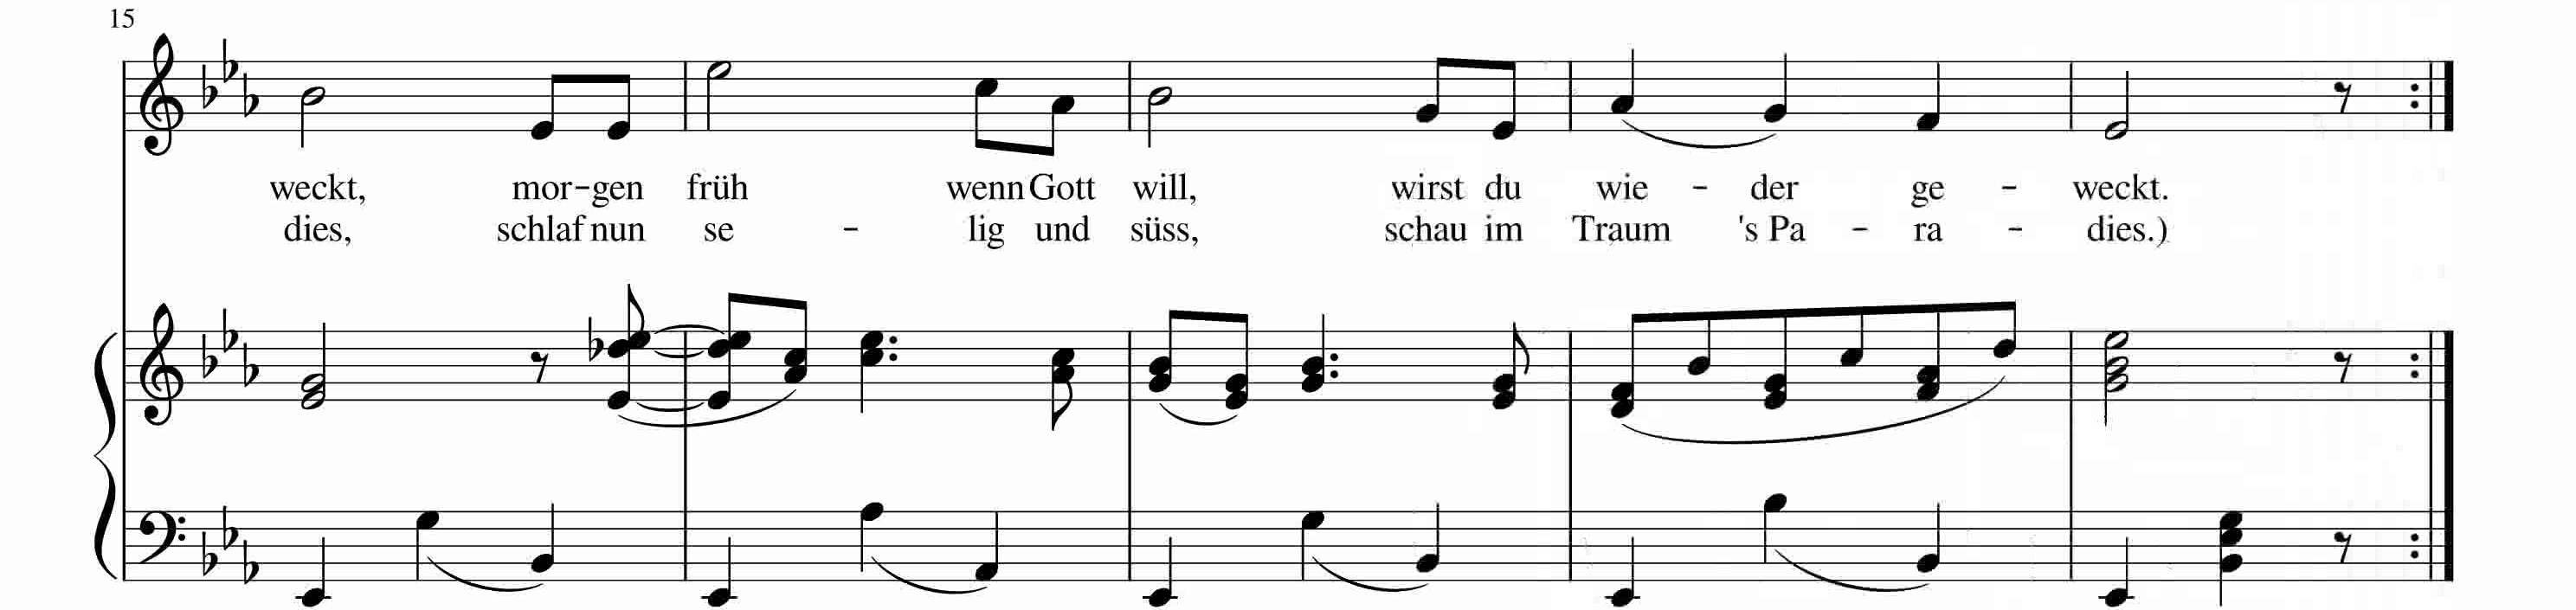 15
weckt, mor-gen früh wenn Gott will, wirst du wie - der ge - weckt.
dies, schlaf nun se - lig und süss, schau im Traum 's Pa - ra - dies.)